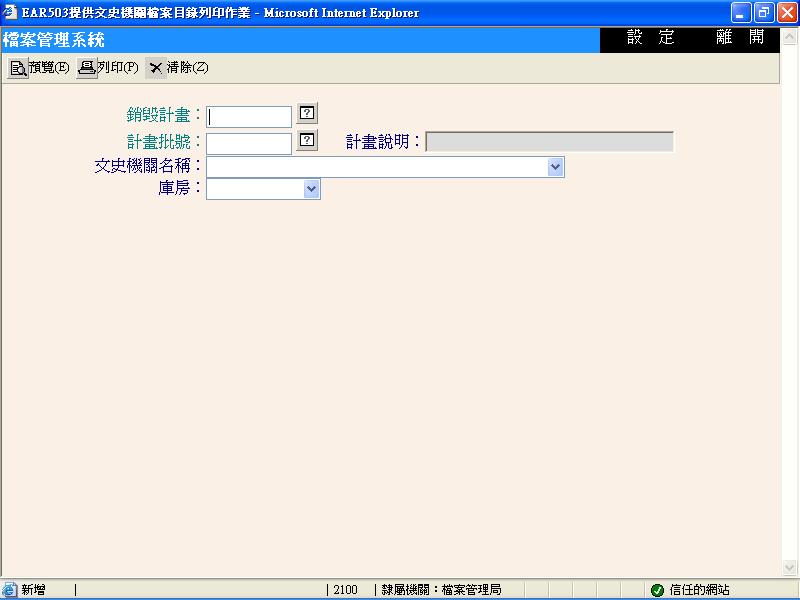 EAR503提供文史機關檔案目錄列印作業 - Microsoft Internet Explorer
檔案管理系統 設 定 離 開
預覽(E) 列印(P) 清除(Z)
銷毀計畫：
計畫批號： 計畫說明：
文史機關名稱：
庫房：
新增 | | 2100 | 隸屬機關：檔案管理局 信任的網站